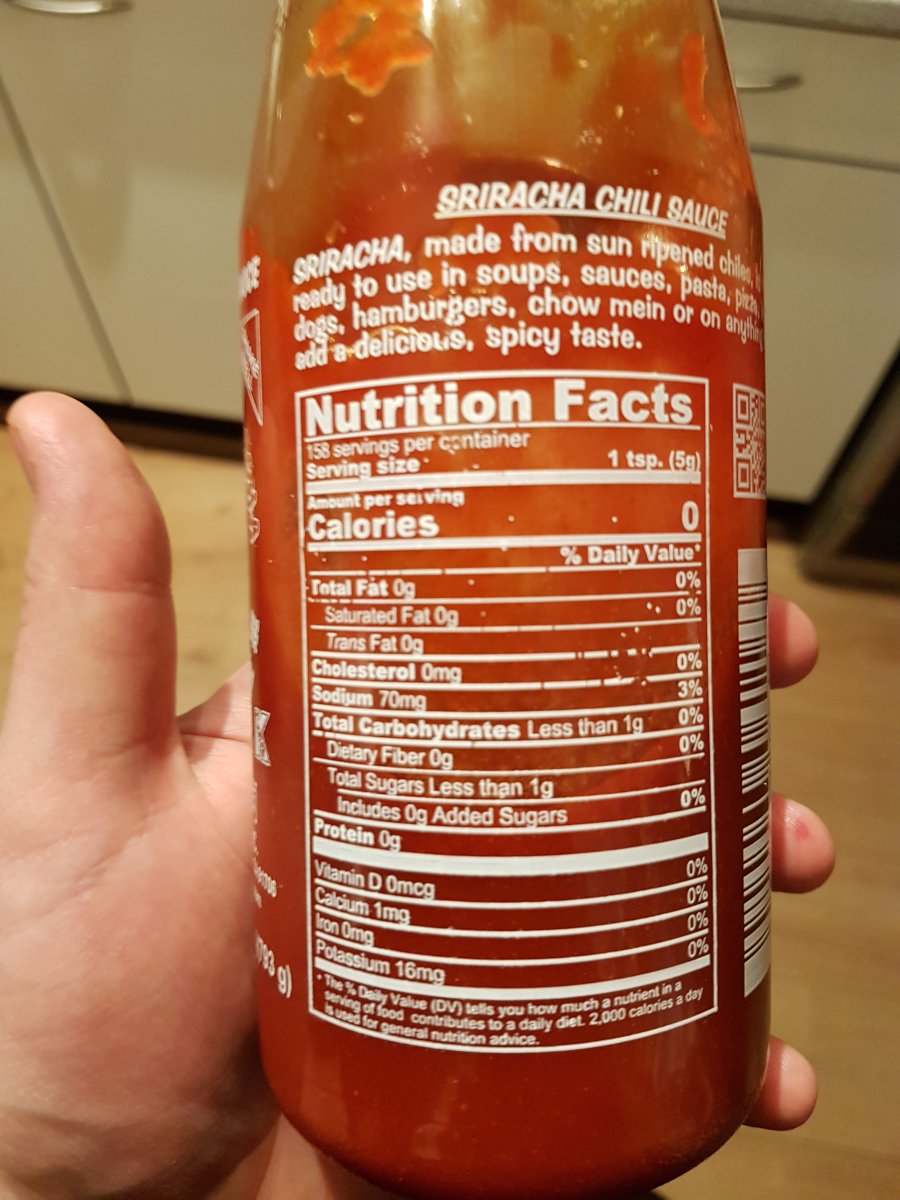 SRIRACHA CHILI SAUCE
SRIRACHA, made from sun ripened chiles,
ready to use in soups, sauces, pasta, pizza,
dogs, hamburgers, chow mein or on anything
add a delicious, spicy taste.
Nutrition Facts
158 servings per container
Serving size 1 tsp. (5g)
Amount per serving
Calories 0
% Daily Value*
Total Fat 0g 0%
Saturated Fat 0g 0%
Trans Fat 0g
Cholesterol 0mg 0%
Sodium 70mg 3%
Total Carbohydrates Less than 1g 0%
Dietary Fiber 0g 0%
Total Sugars Less than 1g
Includes 0g Added Sugars 0%
Protein 0g
Vitamin D 0mcg 0%
Calcium 1mg 0%
Iron 0mg 0%
Potassium 16mg 0%
* The % Daily Value (DV) tells you how much a nutrient in a
serving of food contributes to a daily diet. 2,000 calories a day
is used for general nutrition advice.